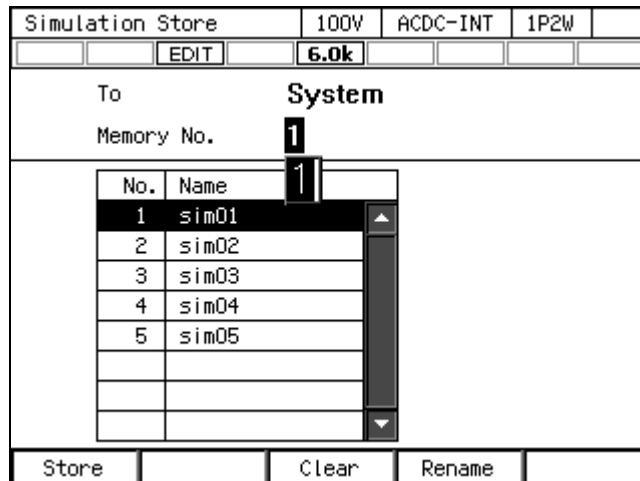 Simulation Store 100V ACDC-INT 1P2W
EDIT 6.0k
To System
Memory No. 1
1
No. Name
1 sim01
2 sim02
3 sim03
4 sim04
5 sim05
Store Clear Rename